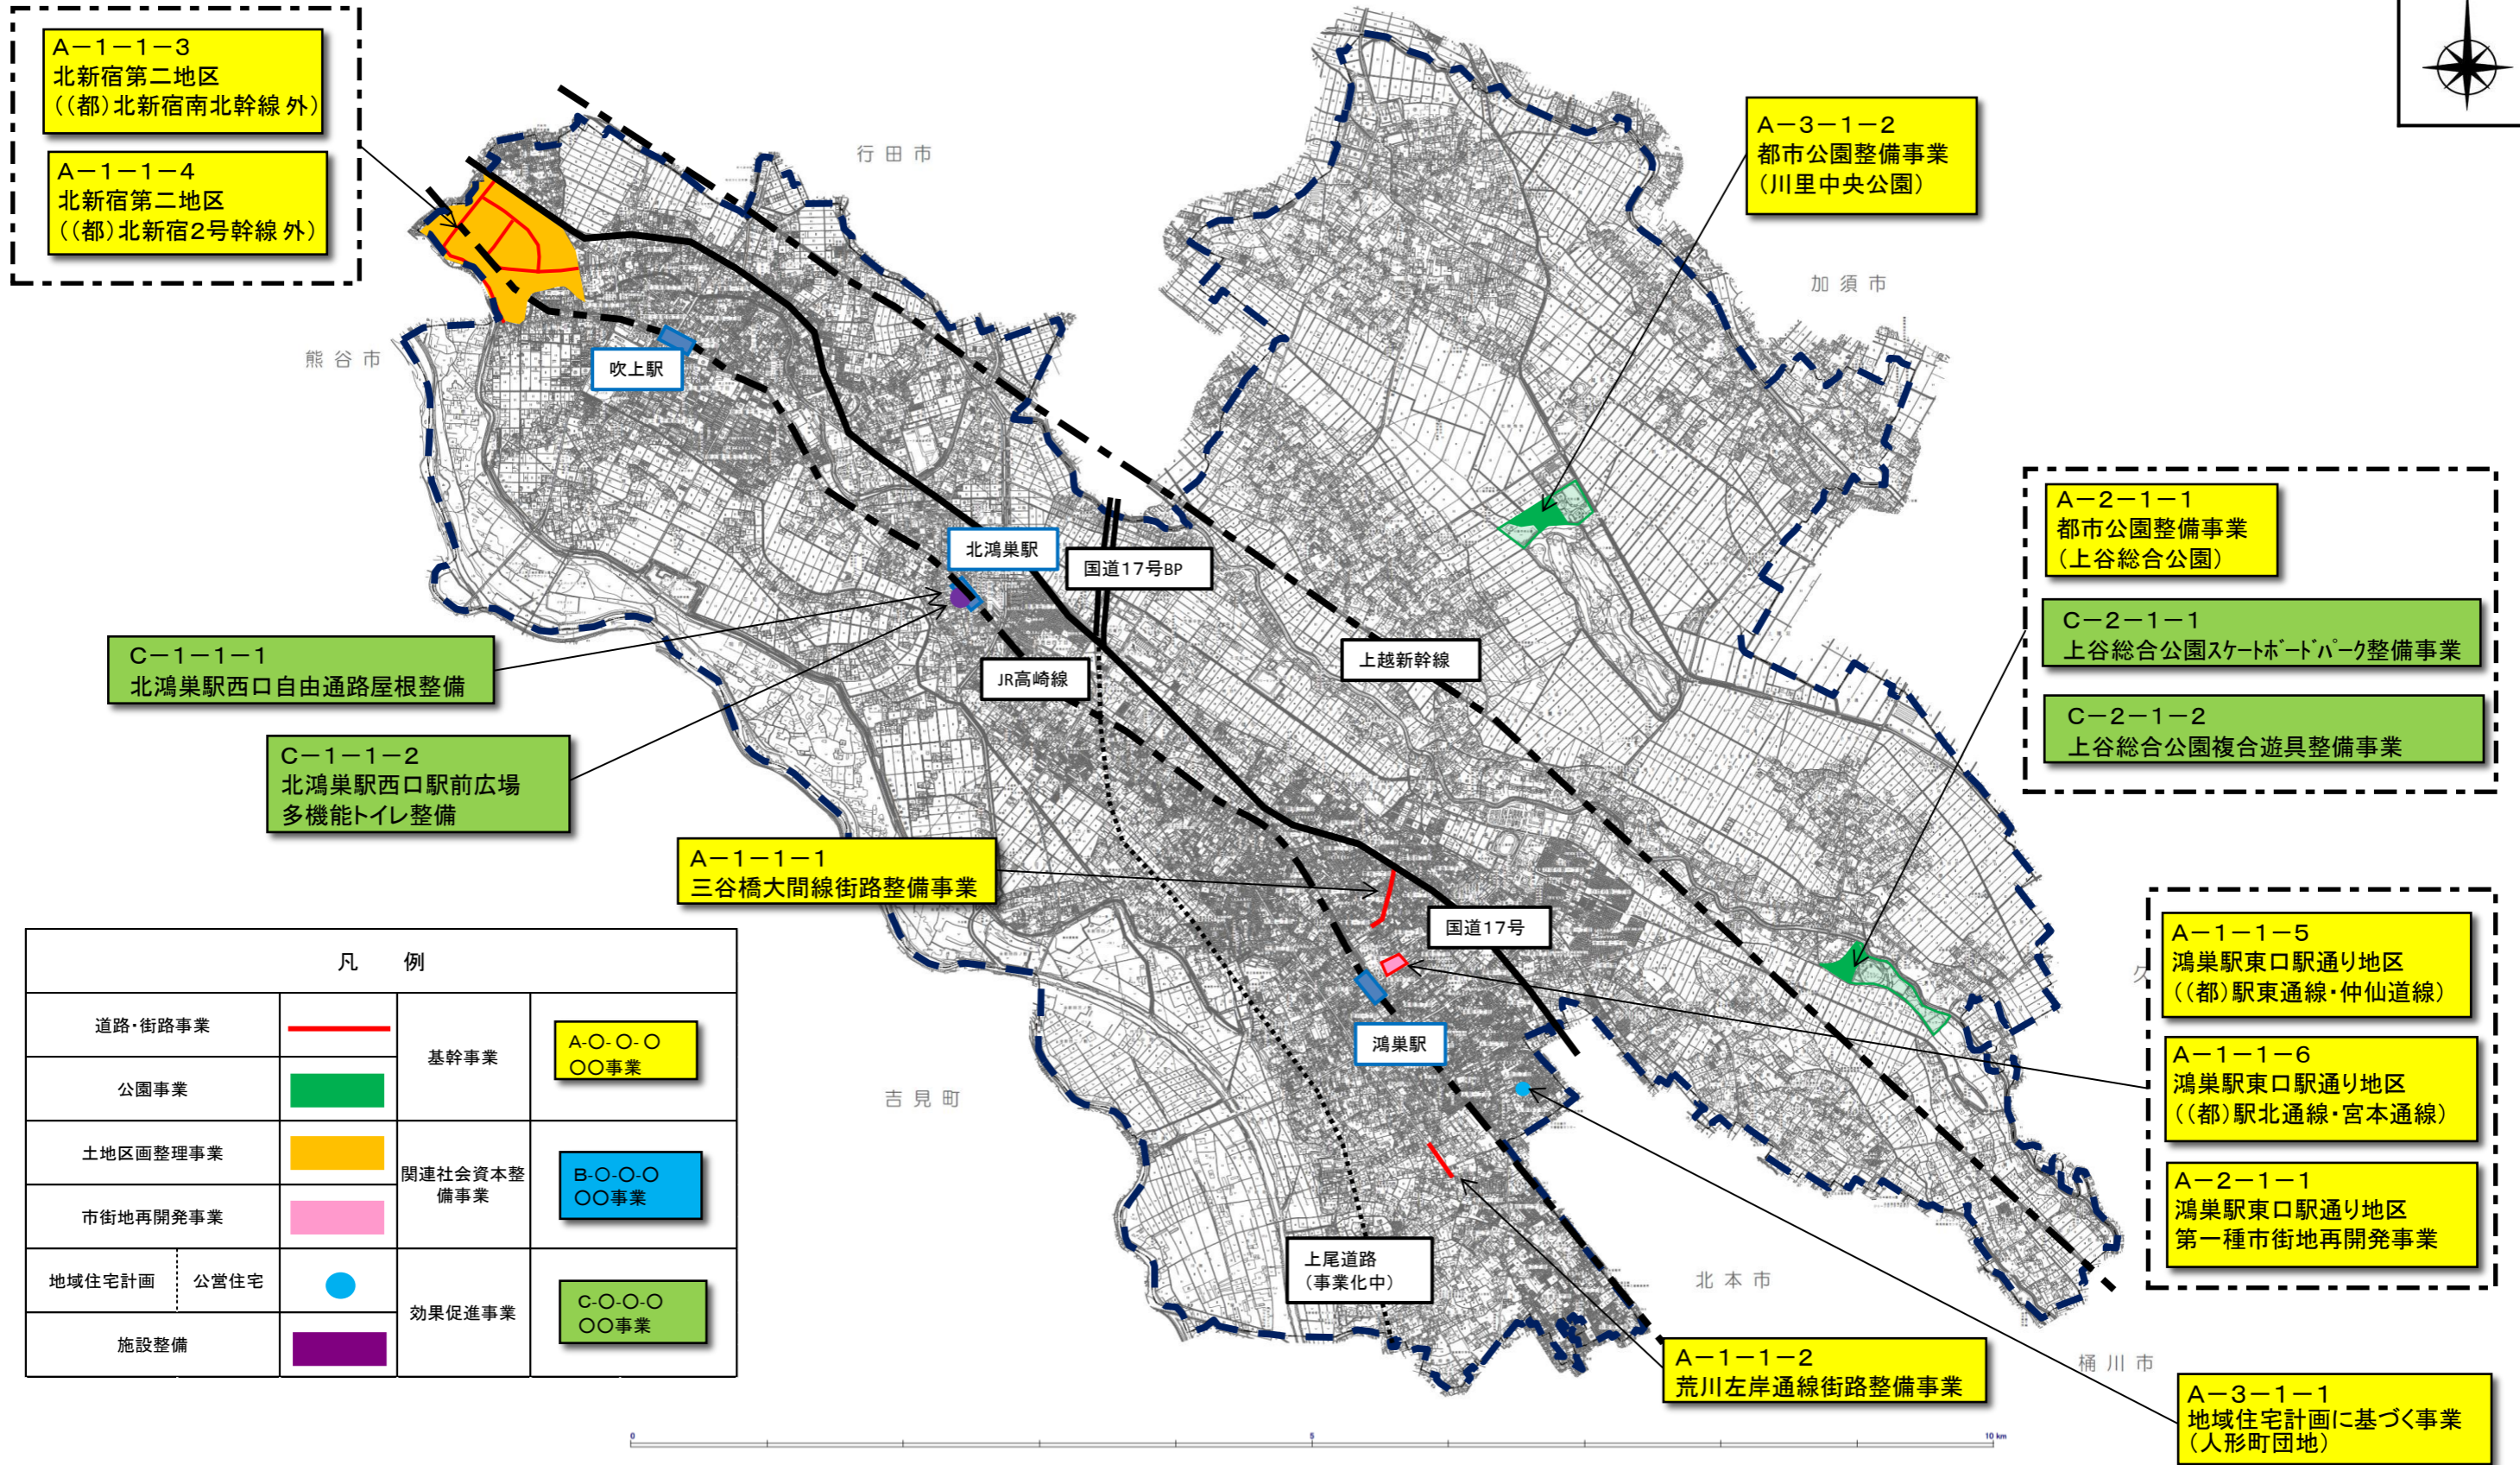 A－1－1－3
北新宿第二地区
((都)北新宿南北幹線 外)
A－1－1－4
北新宿第二地区
((都)北新宿2号幹線 外)
行田市
A－3－1－2
都市公園整備事業
(川里中央公園)
加須市
熊谷市
吹上駅
北鴻巣駅
国道17号BP
A－2－1－1
都市公園整備事業
(上谷総合公園)
C－2－1－1
上谷総合公園スケートボードパーク整備事業
C－2－1－2
上谷総合公園複合遊具整備事業
C－1－1－1
北鴻巣駅西口自由通路屋根整備
JR高崎線
上越新幹線
C－1－1－2
北鴻巣駅西口駅前広場
多機能トイレ整備
A－1－1－1
三谷橋大間線街路整備事業
国道17号
鴻巣駅
久
A－1－1－5
鴻巣駅東口駅通り地区
((都)駅東通線・仲仙道線)
A－1－1－6
鴻巣駅東口駅通り地区
((都)駅北通線・宮本通線)
A－2－1－1
鴻巣駅東口駅通り地区
第一種市街地再開発事業
凡 例
道路・街路事業
公園事業
土地区画整理事業
市街地再開発事業
地域住宅計画 公営住宅
施設整備
基幹事業
A-〇-〇-〇
〇〇事業
関連社会資本整
備事業
B-〇-〇-〇
〇〇事業
効果促進事業
C-〇-〇-〇
〇〇事業
吉見町
上尾道路
(事業化中)
北本市
桶川市
A－1－1－2
荒川左岸通線街路整備事業
A－3－1－1
地域住宅計画に基づく事業
(人形町団地)
0 5 10 km